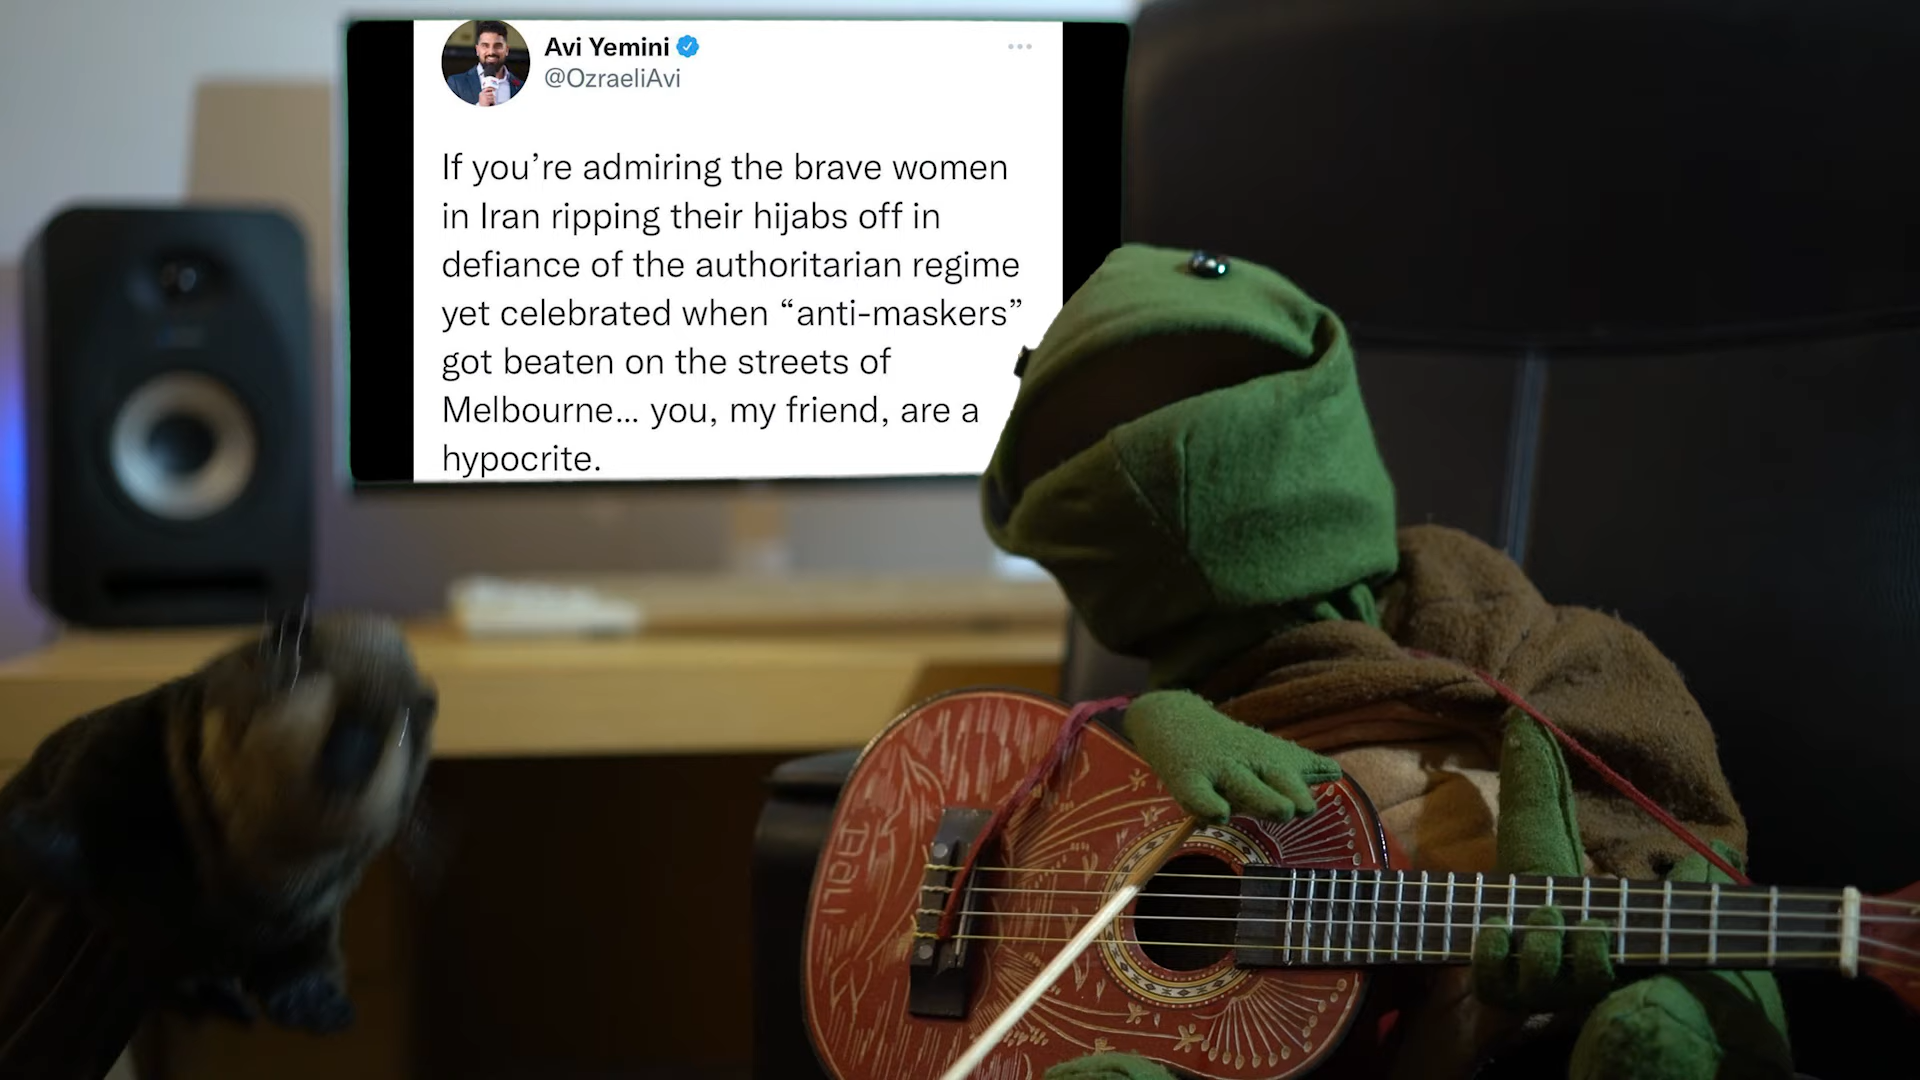 Avi Yemini
@OzraeliAvi
If you’re admiring the brave women
in Iran ripping their hijabs off in
defiance of the authoritarian regime
yet celebrated when “anti-maskers”
got beaten on the streets of
Melbourne... you, my friend, are a
hypocrite.